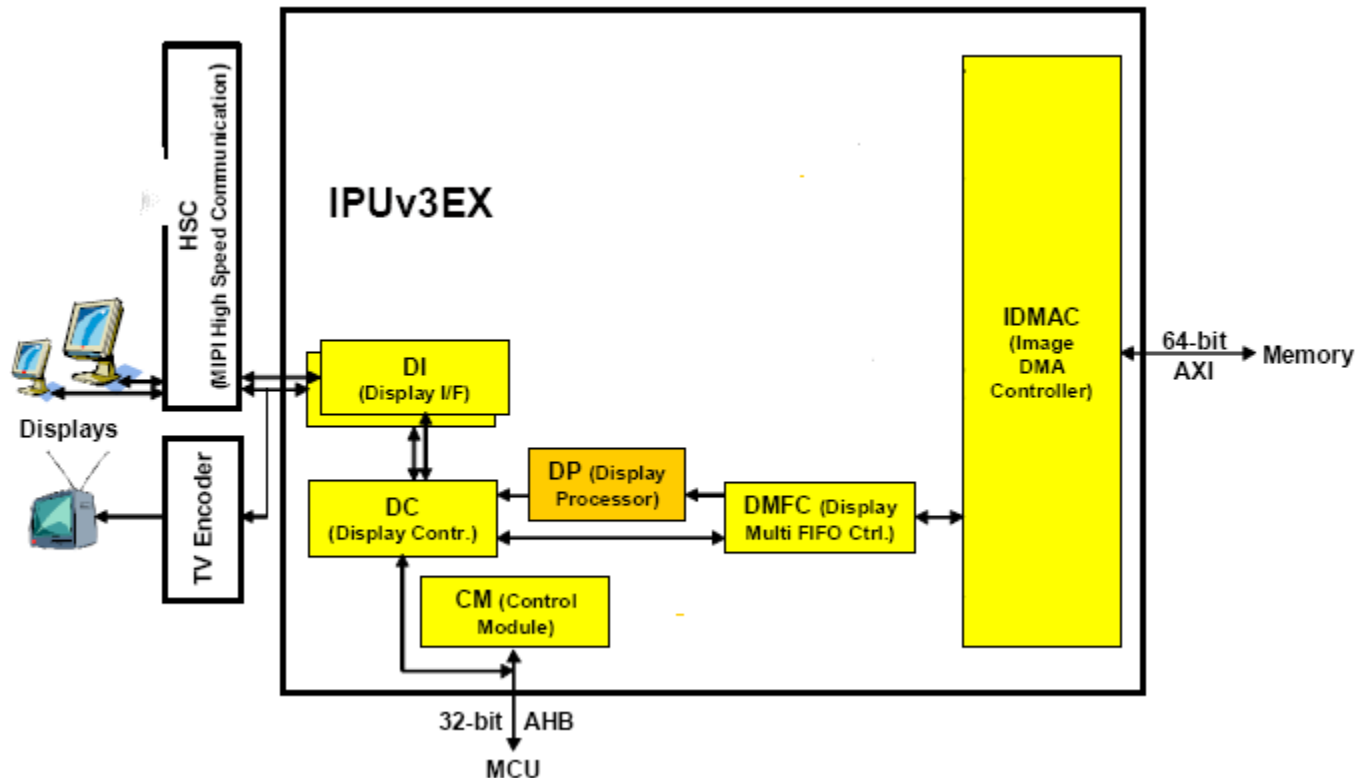 HSC
(MIPI High Speed Communication)
IPUv3EX
IDMAC
(Image
DMA
Controller)
64-bit
AXI
Memory
DI
(Display I/F)
Displays
TV Encoder
DP (Display
Processor)
DC
(Display Contr.)
DMFC (Display
Multi FIFO Ctrl.)
CM (Control
Module)
32-bit
AHB
MCU